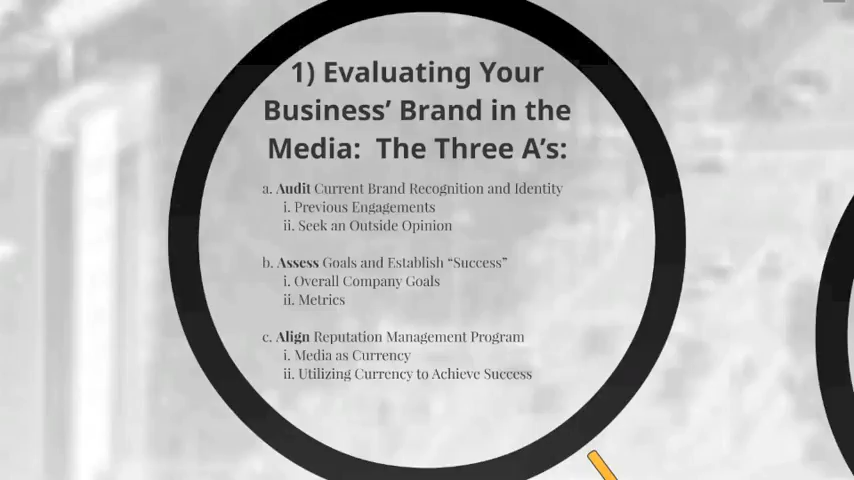 1) Evaluating Your
Business’ Brand in the
Media:  The Three A’s:
a. Audit Current Brand Recognition and Identity
i. Previous Engagements
ii. Seek an Outside Opinion
b. Assess Goals and Establish “Success”
i. Overall Company Goals
ii. Metrics
c. Align Reputation Management Program
i. Media as Currency
ii. Utilizing Currency to Achieve Success